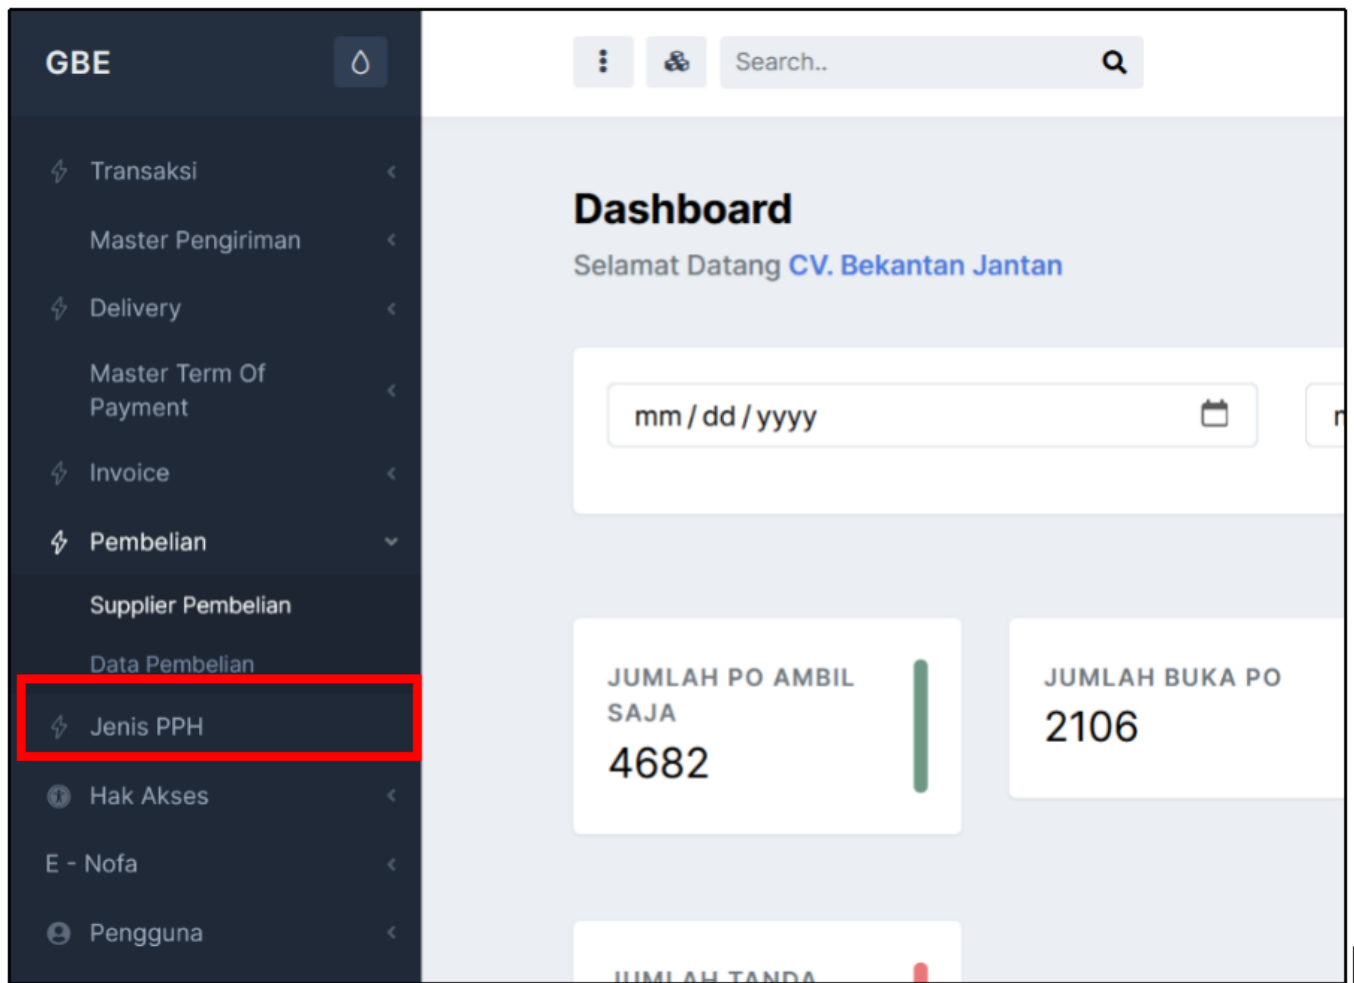 GBE
Search..
Transaksi
Master Pengiriman
Delivery
Master Term Of
Payment
Invoice
Pembelian
Supplier Pembelian
Data Pembelian
Jenis PPH
Hak Akses
E - Nofa
Pengguna
Dashboard
Selamat Datang CV. Bekantan Jantan
mm/dd/yyyy
JUMLAH PO AMBIL
SAJA
4682
JUMLAH BUKA PO
2106
JUMLAH TANDA